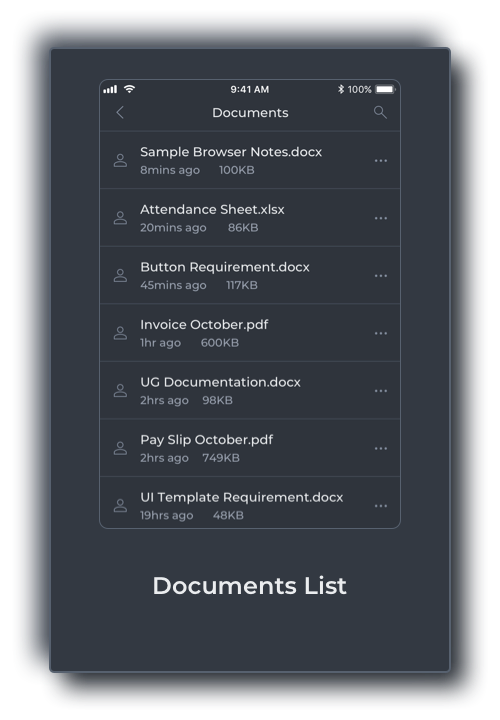 9:41 AM
100%
Documents
Sample Browser Notes.docx
8mins ago 100KB
Attendance Sheet.xlsx
20mins ago 86KB
Button Requirement.docx
45mins ago 117KB
Invoice October.pdf
1hr ago 600KB
UG Documentation.docx
2hrs ago 98KB
Pay Slip October.pdf
2hrs ago 749KB
UI Template Requirement.docx
19hrs ago 48KB
Documents List